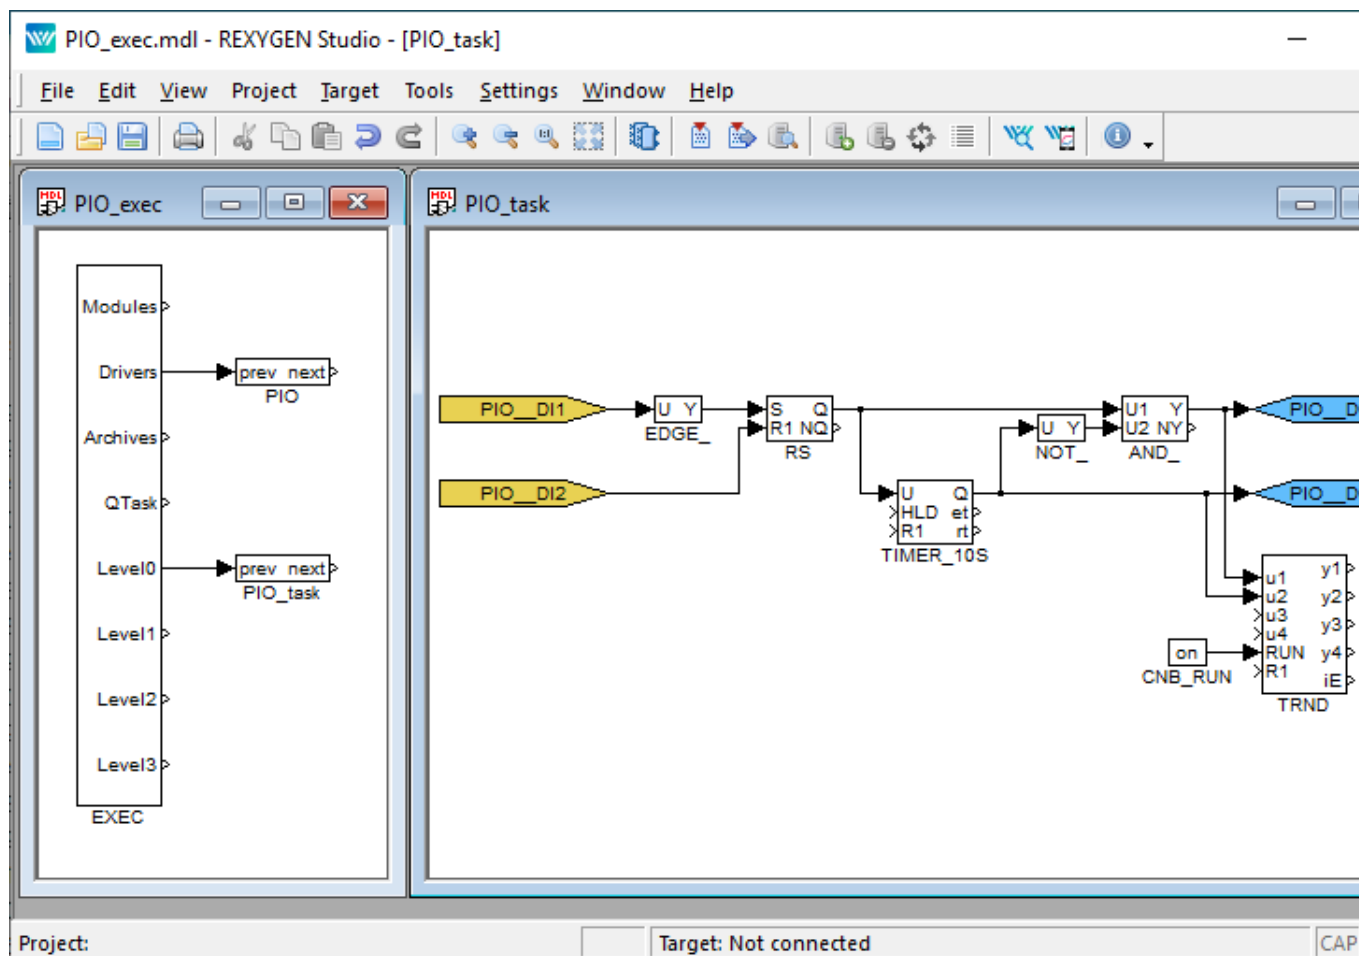 PIO_exec.mdl - REXYGEN Studio - [PIO_task]
File Edit View Project Target Tools Settings Window Help
PIO_exec
Modules
Drivers
prev next
PIO
Archives
QTask
Level0
prev next
PIO_task
Level1
Level2
Level3
EXEC
PIO_task
PIO__DI1
U Y
EDGE_
S Q
R1 NQ
RS
U1 Y
U2 NY
AND_
U Y
NOT_
PIO__D
PIO__DI2
U Q
HLD et
R1 rt
TIMER_10S
PIO__D
u1 y1
u2 y2
u3 y3
u4
RUN y4
R1 iE
TRND
on
CNB_RUN
Project:
Target: Not connected
CAP